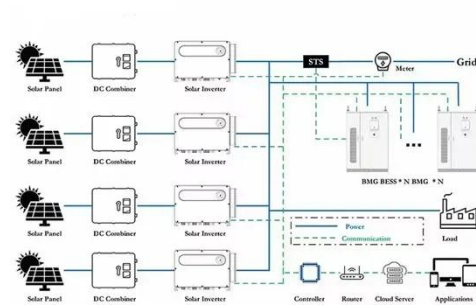 STS
Meter
Grid
Solar Panel
DC Combiner
Solar Inverter
Solar Panel
DC Combiner
Solar Inverter
BMG BESS * N BMG * N
Solar Panel
DC Combiner
Solar Inverter
Power
Communication
Load
Solar Panel
DC Combiner
Solar Inverter
Controller
Router
Cloud Server
Application